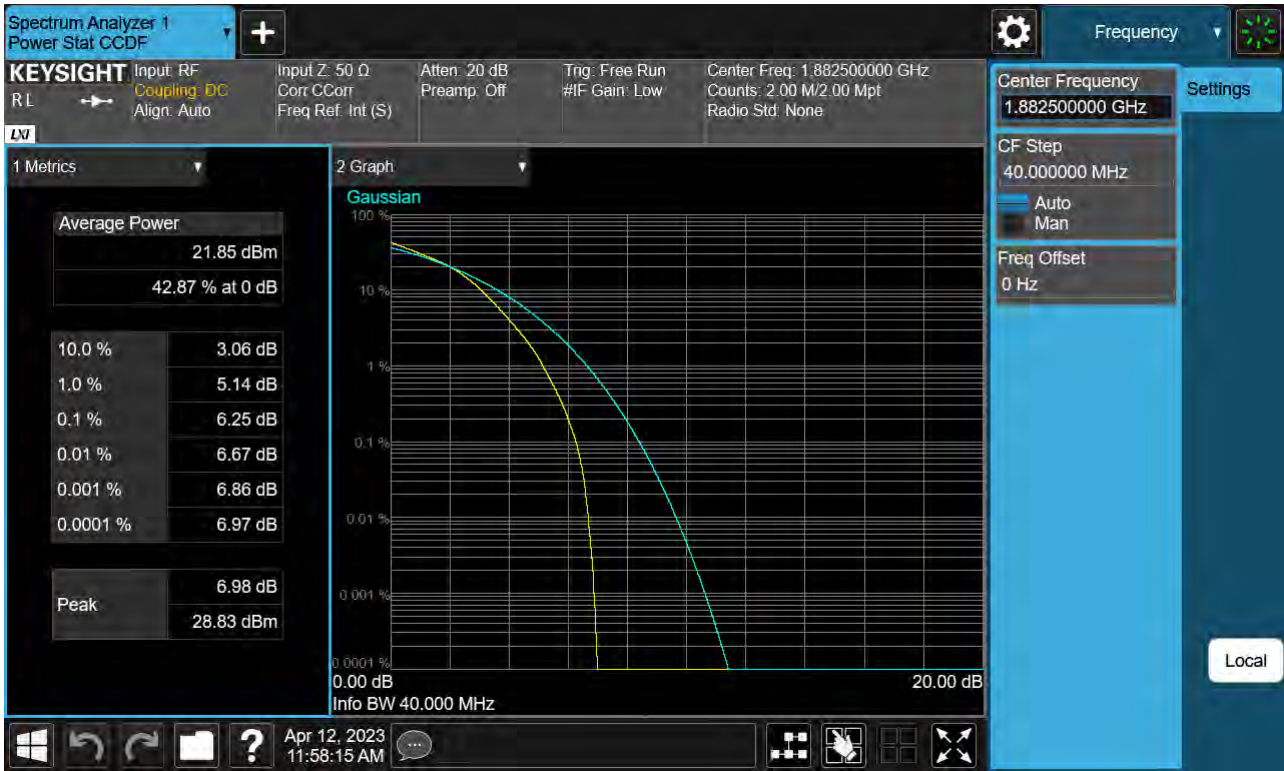 Spectrum Analyzer 1
Power Stat CCDF
+
Frequency
KEYSIGHT
R L
LXI
Input: RF
Coupling: DC
Align: Auto
Input Z: 50 Ω
Corr CCorr
Freq Ref: Int (S)
Atten: 20 dB
Preamp: Off
Trig: Free Run
#IF Gain: Low
Center Freq: 1.882500000 GHz
Counts: 2.00 M/2.00 Mpt
Radio Std: None
Center Frequency
1.882500000 GHz
Settings
CF Step
40.000000 MHz
Auto
Man
Freq Offset
0 Hz
Local
1 Metrics
Average Power
21.85 dBm
42.87 % at 0 dB
10.0 % 3.06 dB
1.0 % 5.14 dB
0.1 % 6.25 dB
0.01 % 6.67 dB
0.001 % 6.86 dB
0.0001 % 6.97 dB
Peak
6.98 dB
28.83 dBm
2 Graph
Gaussian
100 %
10 %
1 %
0.1 %
0.01 %
0.001 %
0.0001 %
0.00 dB 20.00 dB
Info BW 40.000 MHz
?
Apr 12, 2023
11:58:15 AM